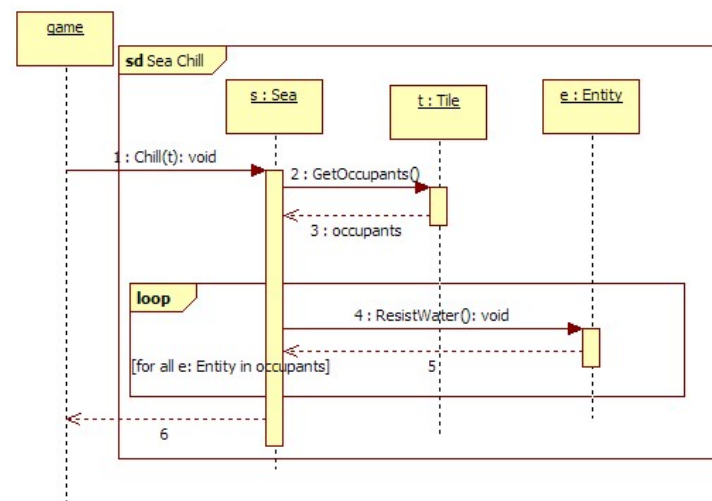 game
sd Sea Chill
s : Sea
t : Tile
e : Entity
1 : Chill(t): void
2 : GetOccupants()
3 : occupants
loop
4 : ResistWater(): void
[for all e: Entity in occupants]
5
6